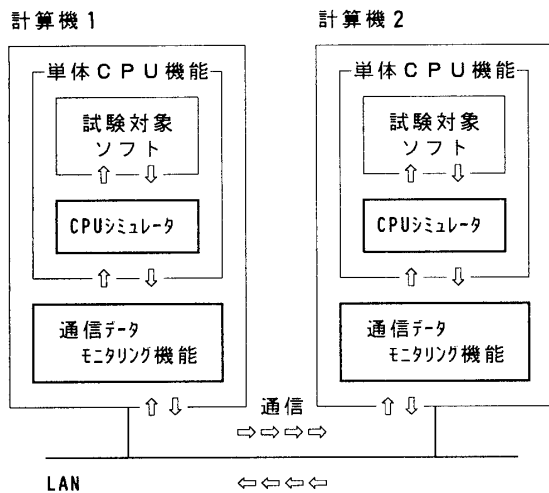 計算機1
単体CPU機能
試験対象
ソフト
CPUシミュレータ
通信データ
モニタリング機能
計算機2
単体CPU機能
試験対象
ソフト
CPUシミュレータ
通信データ
モニタリング機能
通信
LAN